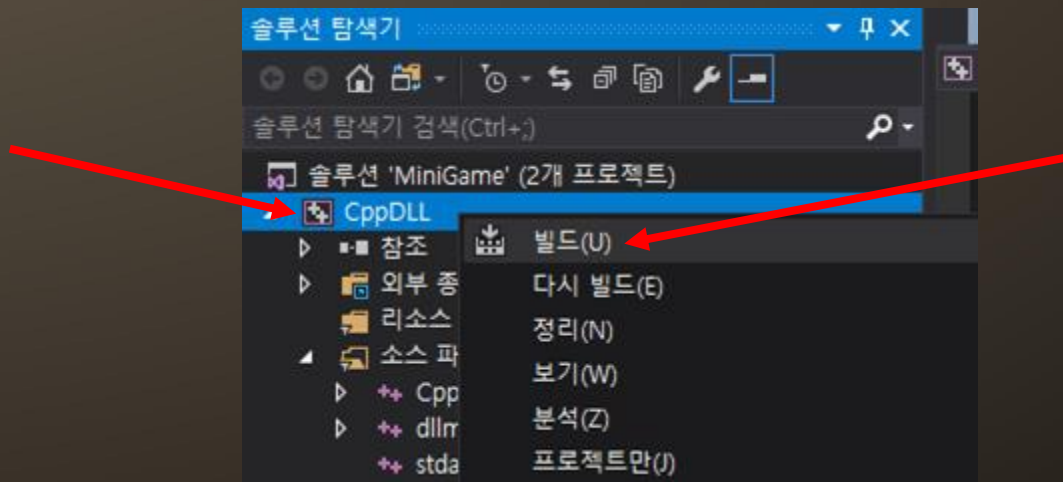 솔루션 탐색기
솔루션 탐색기 검색(Ctrl+;)
솔루션 'MiniGame' (2개 프로젝트)
CppDLL
참조
빌드(U)
외부 종
다시 빌드(E)
리소스
정리(N)
소스 파
보기(W)
Cpp
분석(Z)
dllm
stda
프로젝트만(J)